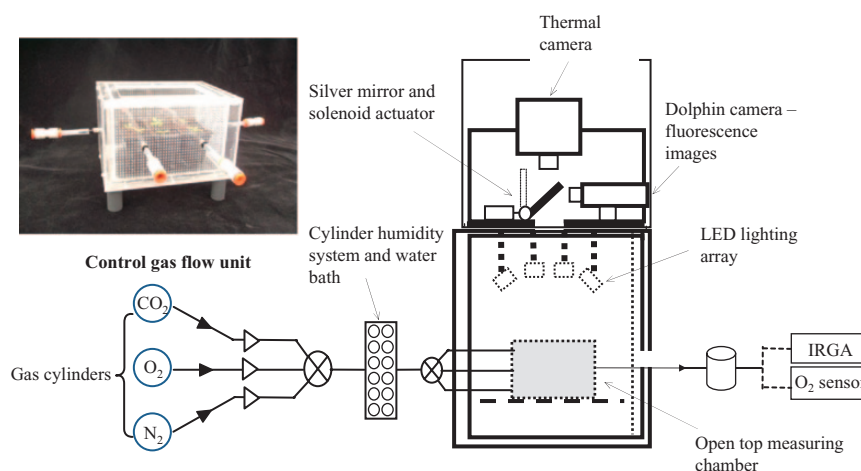 Thermal
camera
Silver mirror and
solenoid actuator
Dolphin camera –
fluorescence
images
Cylinder humidity
system and water
bath
LED lighting
array
Control gas flow unit
CO2
O2
N2
Gas cylinders
IRGA
O2 sensor
Open top measuring
chamber